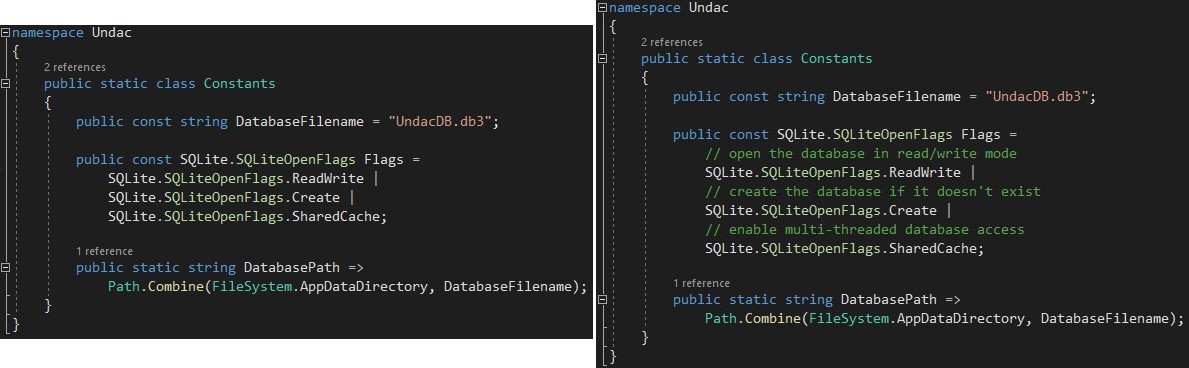 namespace Undac
{
2 references
public static class Constants
{
public const string DatabaseFilename = "UndacDB.db3";
public const SQLite.SQLiteOpenFlags Flags =
SQLite.SQLiteOpenFlags.ReadWrite |
SQLite.SQLiteOpenFlags.Create |
SQLite.SQLiteOpenFlags.SharedCache;
1 reference
public static string DatabasePath =>
Path.Combine(FileSystem.AppDataDirectory, DatabaseFilename);
}
}
namespace Undac
{
2 references
public static class Constants
{
public const string DatabaseFilename = "UndacDB.db3";
public const SQLite.SQLiteOpenFlags Flags =
// open the database in read/write mode
SQLite.SQLiteOpenFlags.ReadWrite |
// create the database if it doesn't exist
SQLite.SQLiteOpenFlags.Create |
// enable multi-threaded database access
SQLite.SQLiteOpenFlags.SharedCache;
1 reference
public static string DatabasePath =>
Path.Combine(FileSystem.AppDataDirectory, DatabaseFilename);
}
}